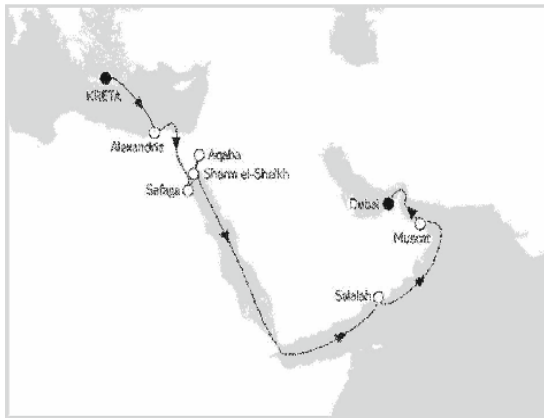 KRETA
Alexandria
Aqaba
Sharm el-Sheikh
Safaga
Dubai
Muscat
Salalah